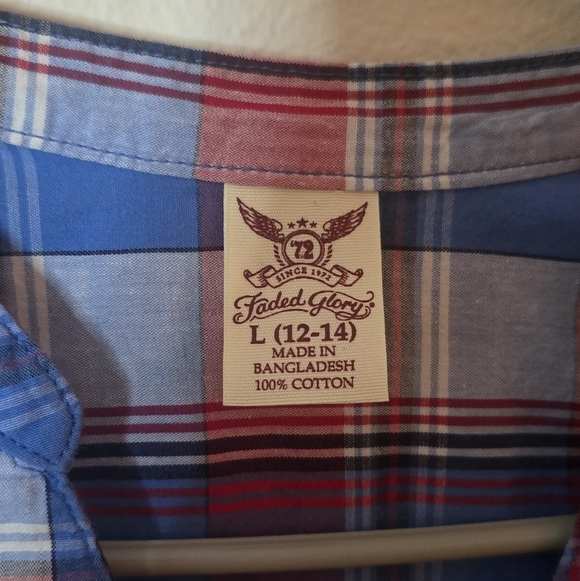 '72
SINCE 1972
Faded Glory®
L (12-14)
MADE IN
BANGLADESH
100% COTTON